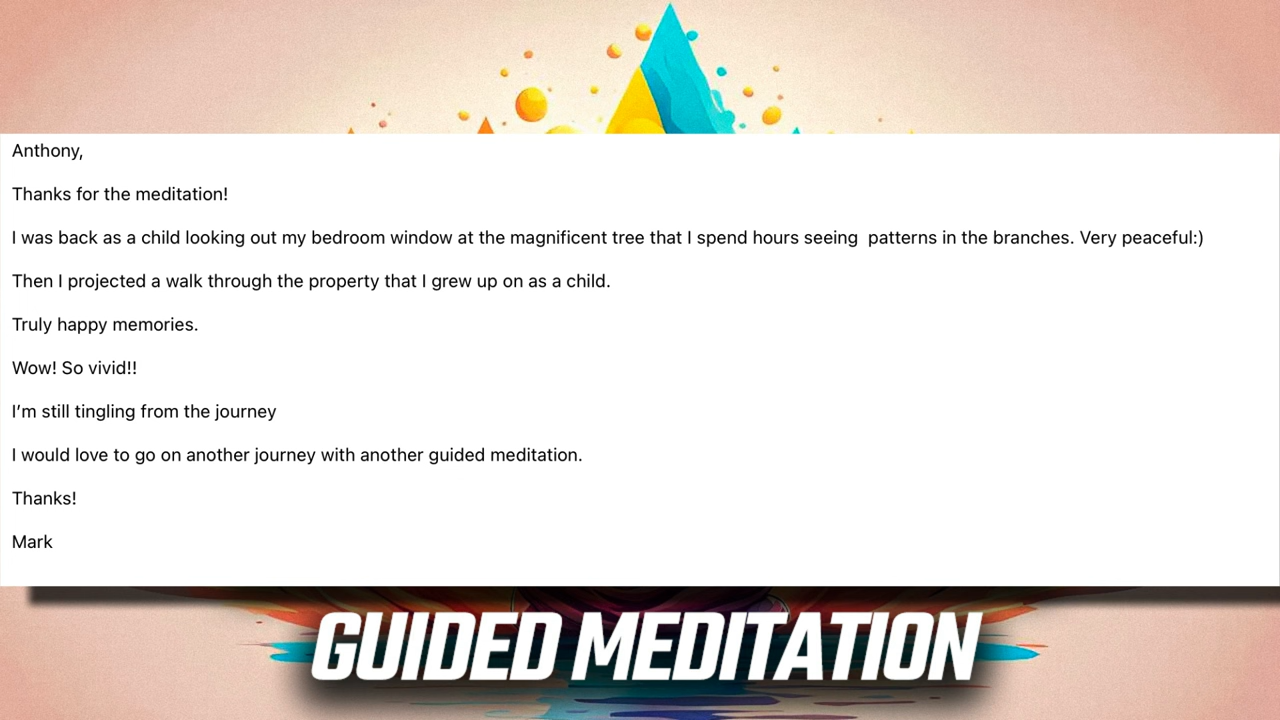 Anthony,
Thanks for the meditation!
I was back as a child looking out my bedroom window at the magnificent tree that I spend hours seeing  patterns in the branches. Very peaceful:)
Then I projected a walk through the property that I grew up on as a child.
Truly happy memories.
Wow! So vivid!!
I’m still tingling from the journey
I would love to go on another journey with another guided meditation.
Thanks!
Mark
GUIDED MEDITATION